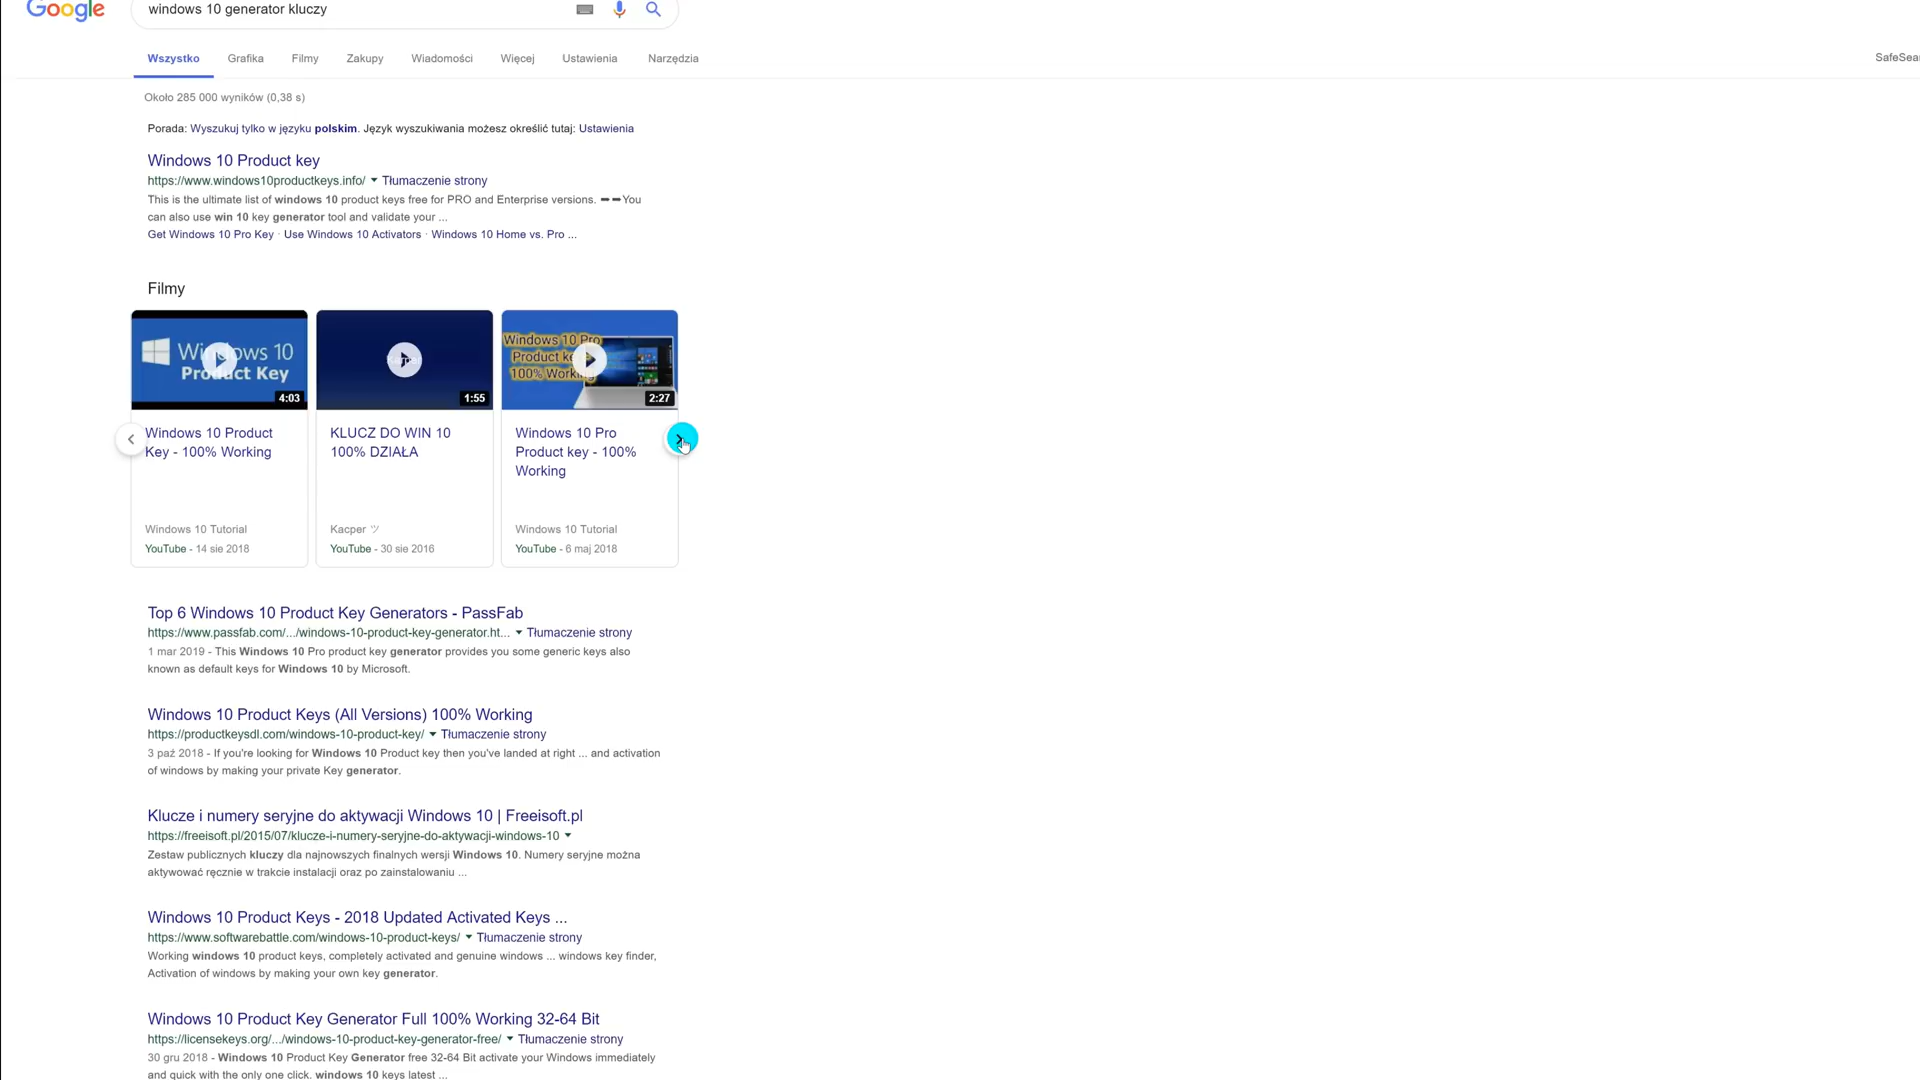 Google
windows 10 generator kluczy
Wszystko Grafika Filmy Zakupy Wiadomości Więcej Ustawienia Narzędzia
SafeSear
Około 285 000 wyników (0,38 s)
Porada: Wyszukuj tylko w języku polskim. Język wyszukiwania możesz określić tutaj: Ustawienia
Windows 10 Product key
https://www.windows10productkeys.info/ Tłumaczenie strony
This is the ultimate list of windows 10 product keys free for PRO and Enterprise versions. ➡➡You
can also use win 10 key generator tool and validate your ...
Get Windows 10 Pro Key · Use Windows 10 Activators · Windows 10 Home vs. Pro ...
Filmy
Windows 10
Product Key
4:03
1:55
Windows 10 Pro
Product key
100% Working
2:27
Windows 10 Product
Key - 100% Working
Windows 10 Tutorial
YouTube - 14 sie 2018
KLUCZ DO WIN 10
100% DZIAŁA
Kacper ツ
YouTube - 30 sie 2016
Windows 10 Pro
Product key - 100%
Working
Windows 10 Tutorial
YouTube - 6 maj 2018
Top 6 Windows 10 Product Key Generators - PassFab
https://www.passfab.com/.../windows-10-product-key-generator.ht... Tłumaczenie strony
1 mar 2019 - This Windows 10 Pro product key generator provides you some generic keys also
known as default keys for Windows 10 by Microsoft.
Windows 10 Product Keys (All Versions) 100% Working
https://productkeysdl.com/windows-10-product-key/ Tłumaczenie strony
3 paź 2018 - If you're looking for Windows 10 Product key then you've landed at right ... and activation
of windows by making your private Key generator.
Klucze i numery seryjne do aktywacji Windows 10 | Freeisoft.pl
https://freeisoft.pl/2015/07/klucze-i-numery-seryjne-do-aktywacji-windows-10
Zestaw publicznych kluczy dla najnowszych finalnych wersji Windows 10. Numery seryjne można
aktywować ręcznie w trakcie instalacji oraz po zainstalowaniu ...
Windows 10 Product Keys - 2018 Updated Activated Keys ...
https://www.softwarebattle.com/windows-10-product-keys/ Tłumaczenie strony
Working windows 10 product keys, completely activated and genuine windows ... windows key finder,
Activation of windows by making your own key generator.
Windows 10 Product Key Generator Full 100% Working 32-64 Bit
https://licensekeys.org/.../windows-10-product-key-generator-free/ Tłumaczenie strony
30 gru 2018 - Windows 10 Product Key Generator free 32-64 Bit activate your Windows immediately
and quick with the only one click. windows 10 keys latest ...